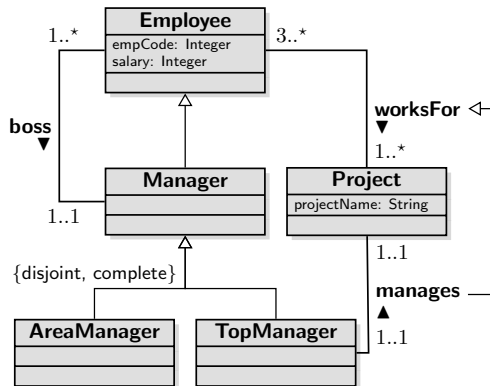 Employee
1..*
3..*
empCode: Integer
salary: Integer
boss
▼
worksFor
▼
1..*
Manager
Project
projectName: String
1..1
1..1
{disjoint, complete}
manages
▲
1..1
AreaManager
TopManager